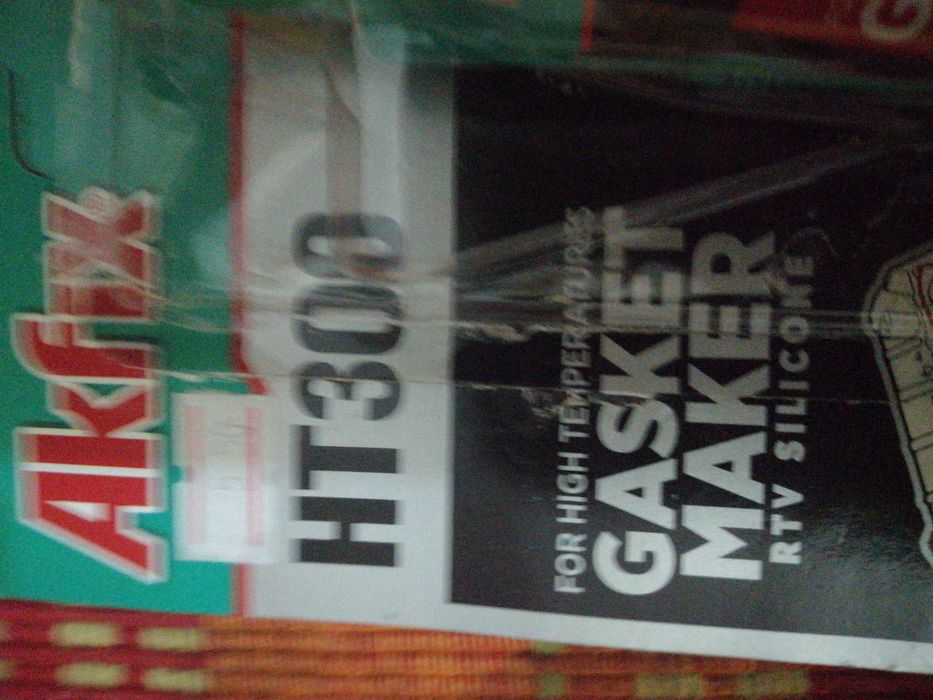 Akfix®
HT300
FOR HIGH TEMPERATURES
GASKET
MAKER
RTV SILICONE
G